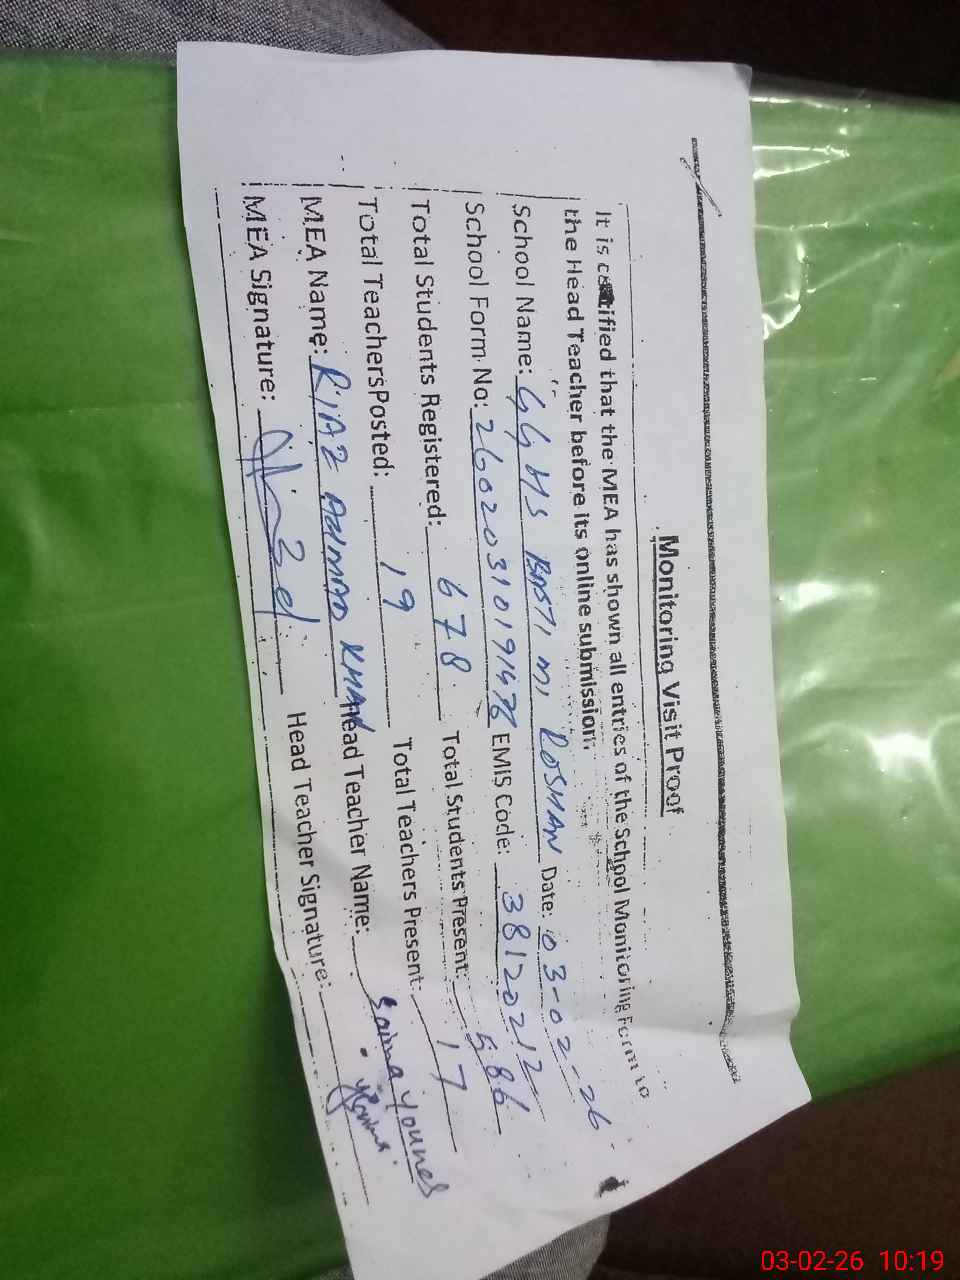 Monitoring Visit Proof
It is certified that the MEA has shown all entries of the School Monitoring Form to
the Head Teacher before its online submission.
School Name: GGHS BASTI MI ROSHAN Date: 03-02-26
School Form No: EMIS Code: 38120212
Total Students Registered: 678 Total Students Present: 586
Total Teachers Posted: 19 Total Teachers Present: 17
MEA Name: RIAZ AHMAD KHAN Head Teacher Name: Saima Younes
MEA Signature: Head Teacher Signature:
03-02-26 10:19